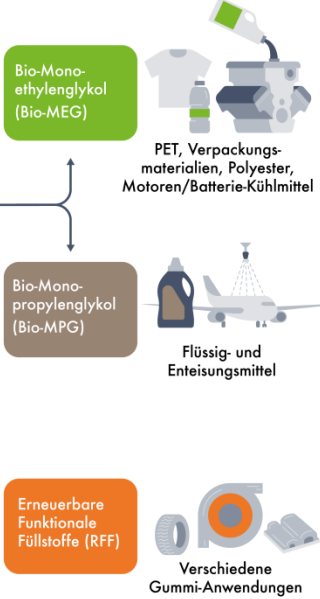 Bio-Mono-
ethylenglykol
(Bio-MEG)
PET, Verpackungs-
materialien, Polyester,
Motoren/Batterie-Kühlmittel
Bio-Mono-
propylenglykol
(Bio-MPG)
Flüssig- und
Enteisungsmittel
Erneuerbare
Funktionale
Füllstoffe (RFF)
Verschiedene
Gummi-Anwendungen